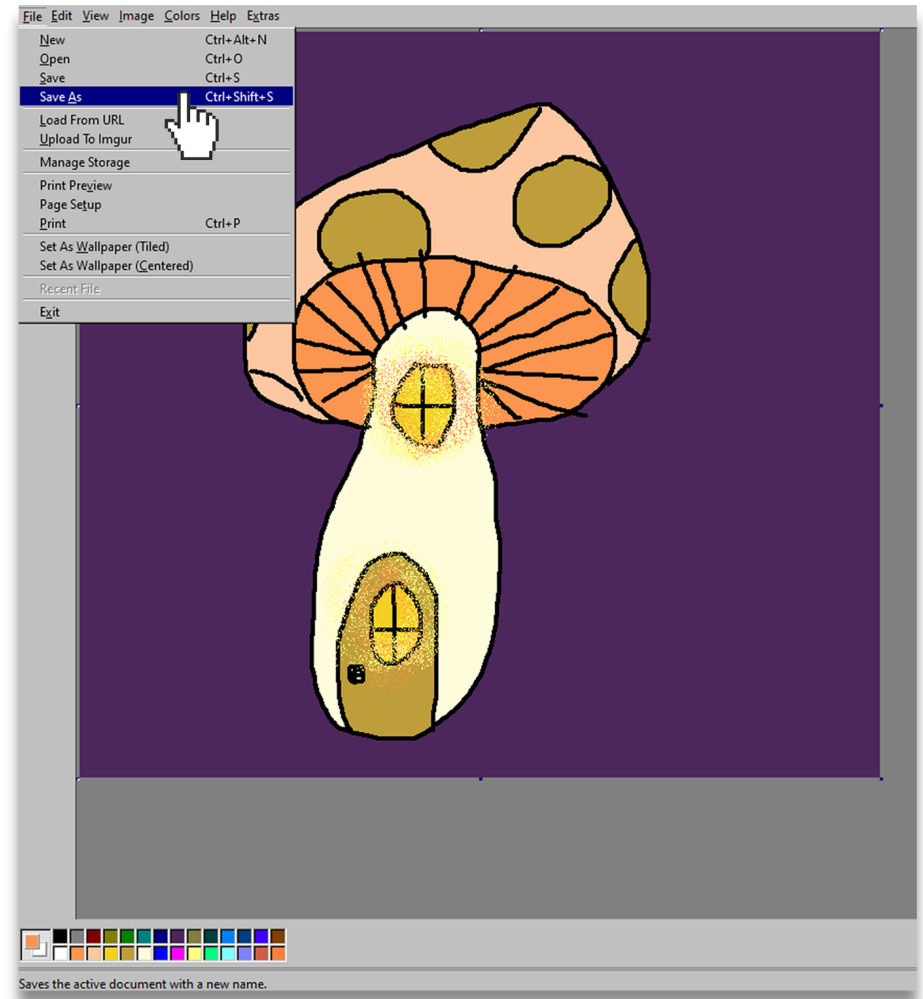 File Edit View Image Colors Help Extras
New Ctrl+Alt+N
Open Ctrl+O
Save Ctrl+S
Save As Ctrl+Shift+S
Load From URL
Upload To Imgur
Manage Storage
Print Preview
Page Setup
Print Ctrl+P
Set As Wallpaper (Tiled)
Set As Wallpaper (Centered)
Recent File
Exit
Saves the active document with a new name.